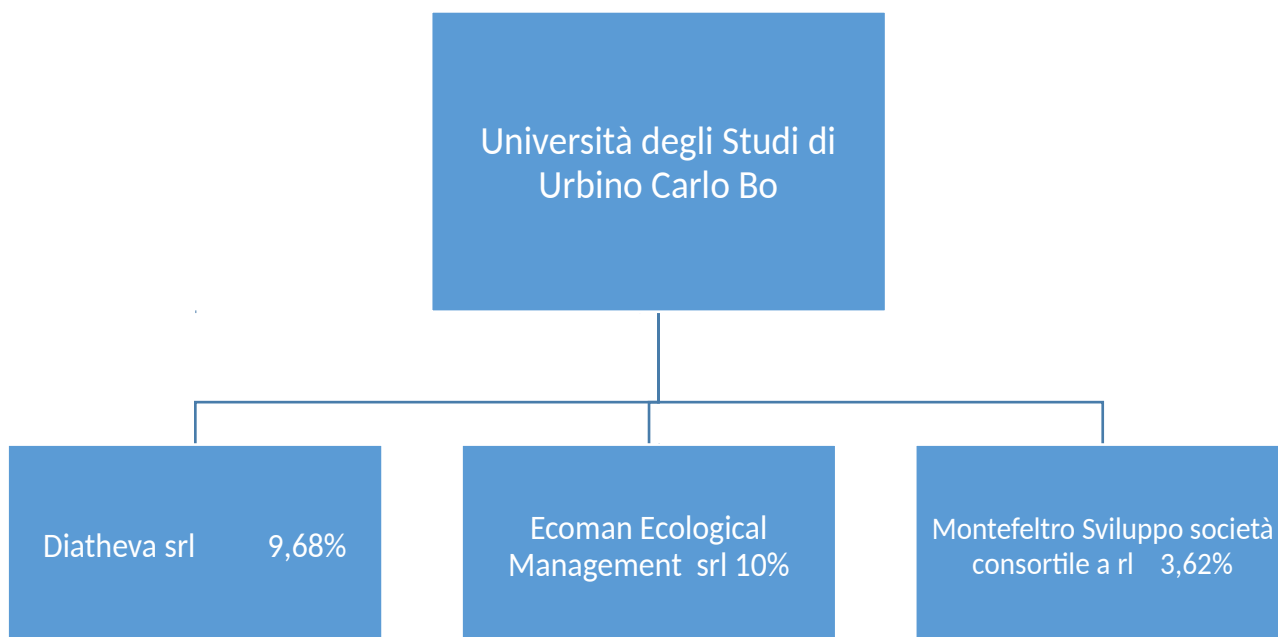 Università degli Studi di
Urbino Carlo Bo
Diatheva srl 9,68%
Ecoman Ecological
Management srl 10%
Montefeltro Sviluppo società
consortile a rl 3,62%